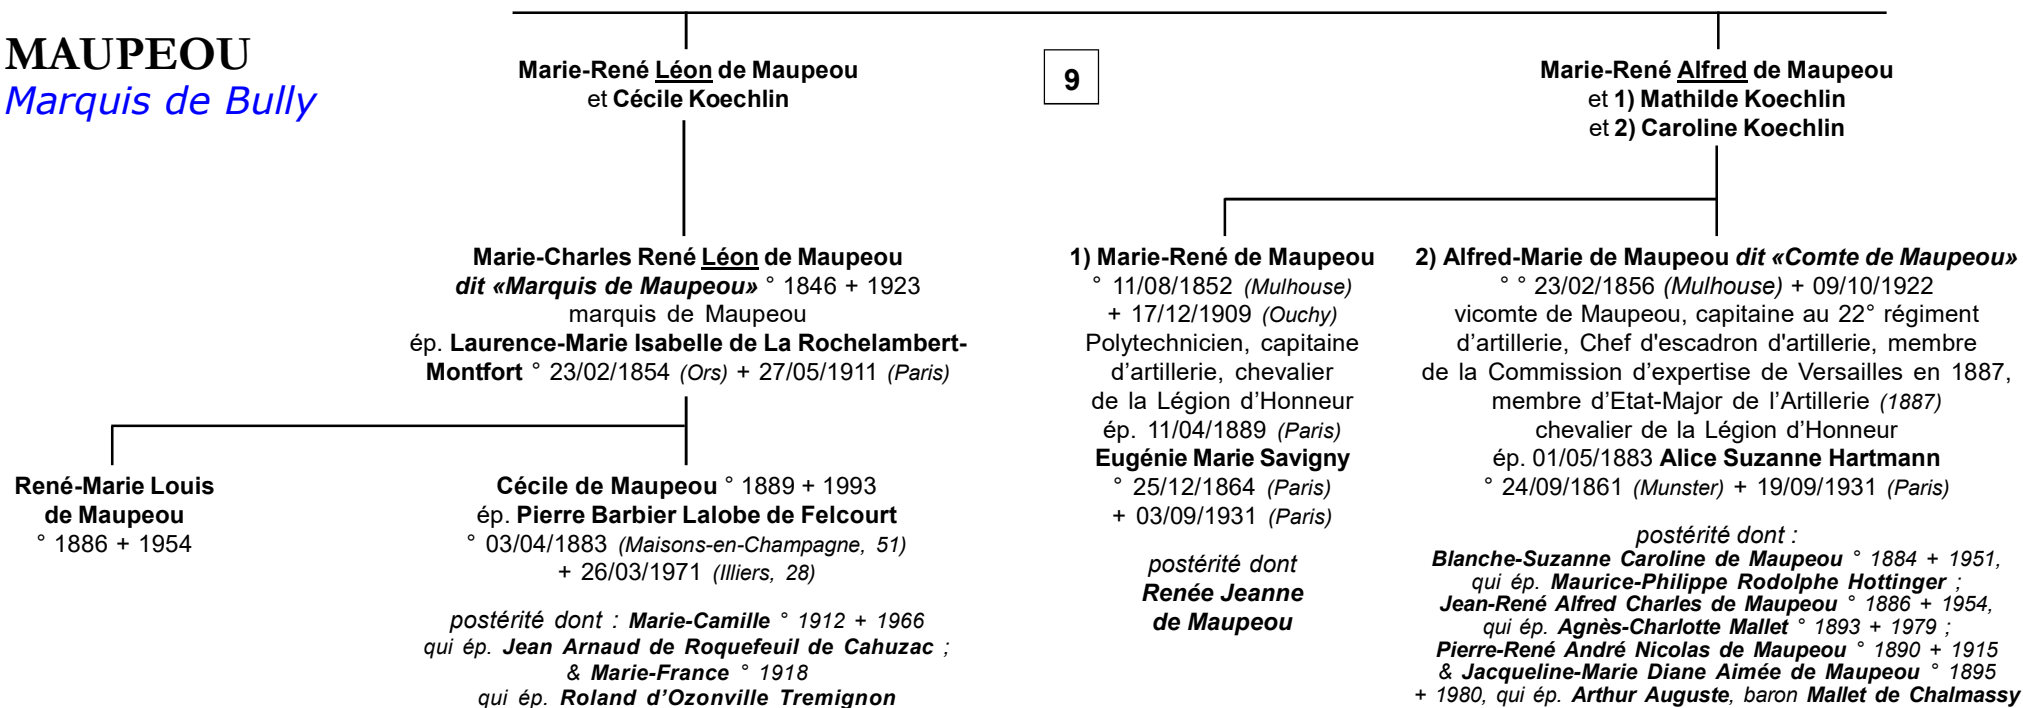 MAUPEOU
Marquis de Bully
Marie-René Léon de Maupeou
et Cécile Koechlin
9
Marie-René Alfred de Maupeou
et 1) Mathilde Koechlin
et 2) Caroline Koechlin
Marie-Charles René Léon de Maupeou
dit «Marquis de Maupeou» ° 1846 + 1923
marquis de Maupeou
ép. Laurence-Marie Isabelle de La Rochelambert-
Montfort ° 23/02/1854 (Ors) + 27/05/1911 (Paris)
1) Marie-René de Maupeou
° 11/08/1852 (Mulhouse)
+ 17/12/1909 (Ouchy)
Polytechnicien, capitaine
d’artillerie, chevalier
de la Légion d’Honneur
ép. 11/04/1889 (Paris)
Eugénie Marie Savigny
° 25/12/1864 (Paris)
+ 03/09/1931 (Paris)
postérité dont
Renée Jeanne
de Maupeou
2) Alfred-Marie de Maupeou dit «Comte de Maupeou»
° ° 23/02/1856 (Mulhouse) + 09/10/1922
vicomte de Maupeou, capitaine au 22° régiment
d’artillerie, Chef d'escadron d'artillerie, membre
de la Commission d’expertise de Versailles en 1887,
membre d’Etat-Major de l’Artillerie (1887)
chevalier de la Légion d’Honneur
ép. 01/05/1883 Alice Suzanne Hartmann
° 24/09/1861 (Munster) + 19/09/1931 (Paris)
postérité dont :
Blanche-Suzanne Caroline de Maupeou ° 1884 + 1951,
qui ép. Maurice-Philippe Rodolphe Hottinger ;
Jean-René Alfred Charles de Maupeou ° 1886 + 1954,
qui ép. Agnès-Charlotte Mallet ° 1893 + 1979 ;
Pierre-René André Nicolas de Maupeou ° 1890 + 1915
& Jacqueline-Marie Diane Aimée de Maupeou ° 1895
+ 1980, qui ép. Arthur Auguste, baron Mallet de Chalmassy
René-Marie Louis
de Maupeou
° 1886 + 1954
Cécile de Maupeou ° 1889 + 1993
ép. Pierre Barbier Lalobe de Felcourt
° 03/04/1883 (Maisons-en-Champagne, 51)
+ 26/03/1971 (Illiers, 28)
postérité dont : Marie-Camille ° 1912 + 1966
qui ép. Jean Arnaud de Roquefeuil de Cahuzac ;
& Marie-France ° 1918
qui ép. Roland d’Ozonville Tremignon